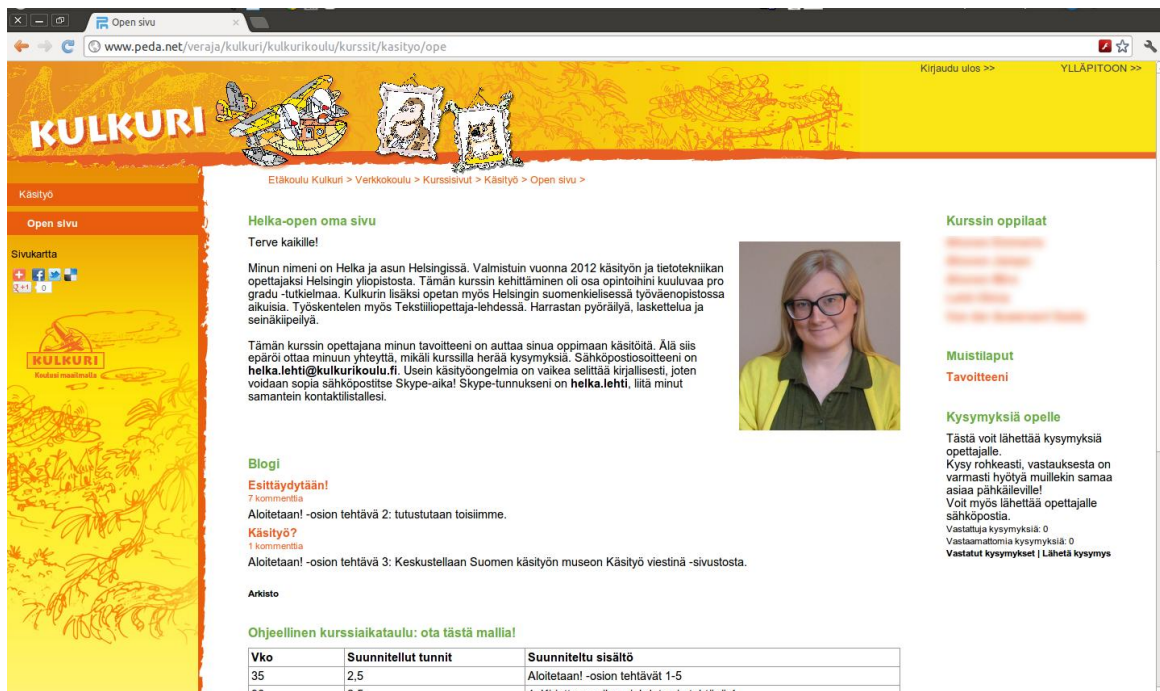 Open sivu
www.peda.net/veraja/kulkuri/kulkurikoulu/kurssit/kasityo/ope
Kirjaudu ulos >>
YLLÄPITOON >>
KULKURI
Etäkoulu Kulkuri > Verkkokoulu > Kurssisivut > Käsityö > Open sivu >
Käsityö
Open sivu
Sivukartta
g+1 0
KULKURI
Koulusi maailmalla
Helka-open oma sivu
Terve kaikille!
Minun nimeni on Helka ja asun Helsingissä. Valmistuin vuonna 2012 käsityön ja tietotekniikan
opettajaksi Helsingin yliopistosta. Tämän kurssin kehittäminen oli osa opintoihini kuuluvaa pro
gradu -tutkielmaa. Kulkurin lisäksi opetan myös Helsingin suomenkielisessä työväenopistossa
aikuisia. Työskentelen myös Tekstiiliopettaja-lehdessä. Harrastan pyöräilyä, laskettelua ja
seinäkiipeilyä.
Tämän kurssin opettajana minun tavoitteeni on auttaa sinua oppimaan käsitöitä. Älä siis
epäröi ottaa minuun yhteyttä, mikäli kurssilla herää kysymyksiä. Sähköpostiosoitteeni on
helka.lehti@kulkurikoulu.fi. Usein käsityöongelmia on vaikea selittää kirjallisesti, joten
voidaan sopia sähköpostitse Skype-aika! Skype-tunnukseni on helka.lehti, liitä minut
samantein kontaktilistallesi.
Blogi
Esittäydytään!
7 kommenttia
Aloitetaan! -osion tehtävä 2: tutustutaan toisiimme.
Käsityö?
1 kommenttia
Aloitetaan! -osion tehtävä 3: Keskustellaan Suomen käsityön museon Käsityö viestinä -sivustosta.
Arkisto
Ohjeellinen kurssiaikataulu: ota tästä mallia!
Vko Suunnitellut tunnit Suunniteltu sisältö
35 2,5 Aloitetaan! -osion tehtävät 1-5
Kurssin oppilaat
Muistilaput
Tavoitteeni
Kysymyksiä opelle
Tästä voit lähettää kysymyksiä
opettajalle.
Kysy rohkeasti, vastauksesta on
varmasti hyötyä muillekin samaa
asiaa pähkäileville!
Voit myös lähettää opettajalle
sähköpostia.
Vastattuja kysymyksiä: 0
Vastaamattomia kysymyksiä: 0
Vastatut kysymykset | Lähetä kysymys